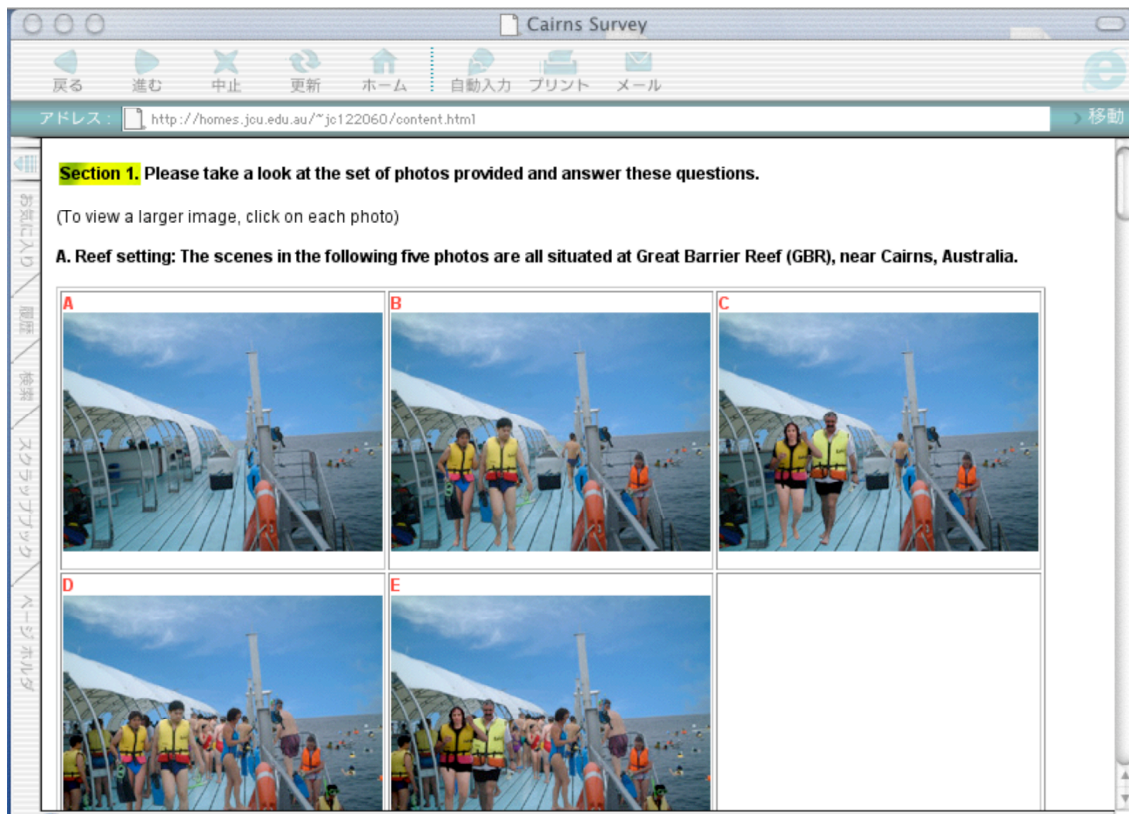 Cairns Survey
戻る 進む 中止 更新 ホーム 自動入力 プリント メール
アドレス： http://homes.jcu.edu.au/~jc122060/content.html 移動
お気に入り
履歴
検索
スクラップブック
ページ ホルダ
Section 1. Please take a look at the set of photos provided and answer these questions.
(To view a larger image, click on each photo)
A. Reef setting: The scenes in the following five photos are all situated at Great Barrier Reef (GBR), near Cairns, Australia.
A B C
D E